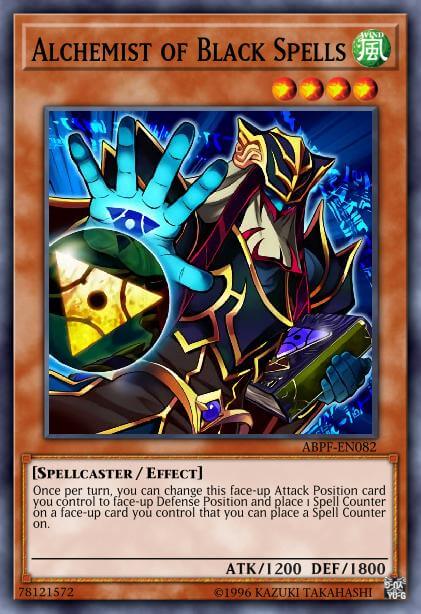 Alchemist of Black Spells
WIND
風
ABPF-EN082
[Spellcaster / Effect]
Once per turn, you can change this face-up Attack Position card
you control to face-up Defense Position and place 1 Spell Counter
on a face-up card you control that you can place a Spell Counter
on.
ATK/1200 DEF/1800
78121572
©1996 KAZUKI TAKAHASHI